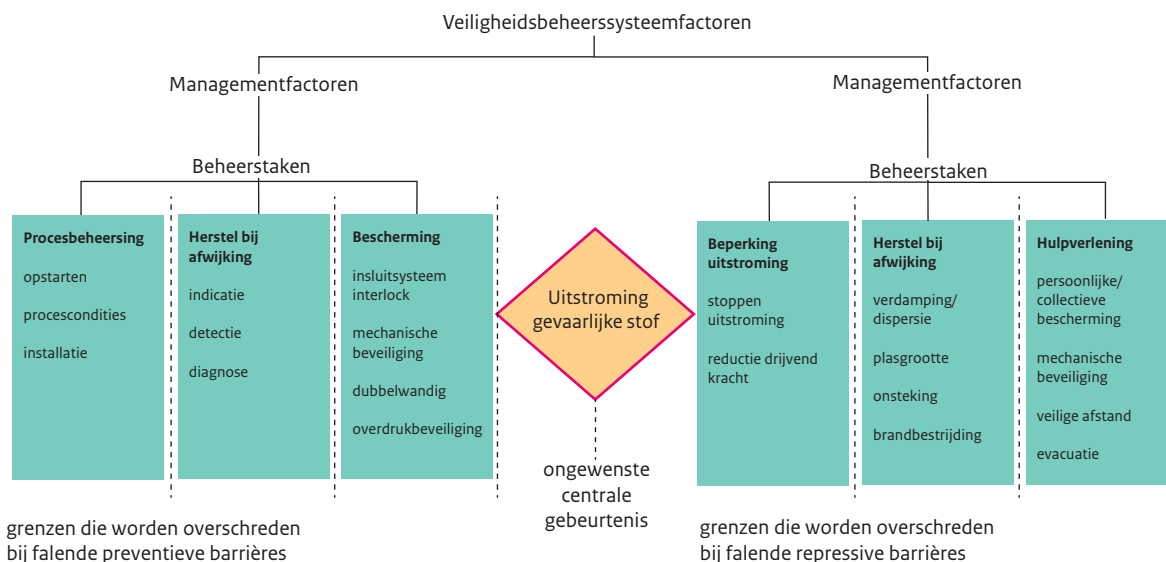 Veiligheidsbeheerssysteemfactoren
Managementfactoren
Managementfactoren
Beheerstaken
Beheerstaken
Procesbeheersing
opstarten
procescondities
installatie
Herstel bij
afwijking
indicatie
detectie
diagnose
Bescherming
insluitsysteem
interlock
mechanische
beveiliging
dubbelwandig
overdrukbeveiliging
Uitstroming
gevaarlijke stof
ongewenste
centrale
gebeurtenis
Beperking
uitstroming
stoppen
uitstroming
reductie drijvend
kracht
Herstel bij
afwijking
verdamping/
dispersie
plasgrootte
onsteking
brandbestrijding
Hulpverlening
persoonlijke/
collectieve
bescherming
mechanische
beveiliging
veilige afstand
evacuatie
grenzen die worden overschreden
bij falende preventieve barrières
grenzen die worden overschreden
bij falende repressive barrières